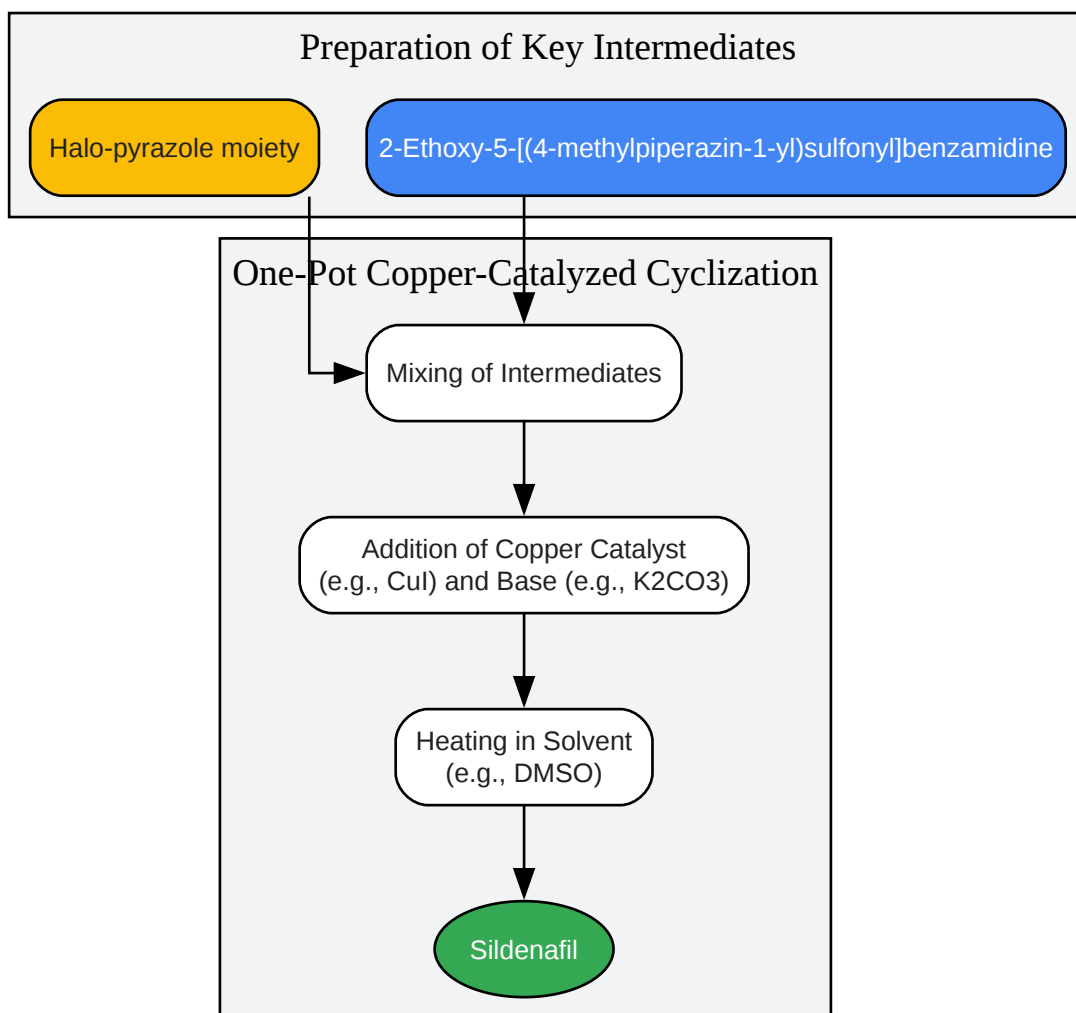 Preparation of Key Intermediates
Halo-pyrazole moiety
2-Ethoxy-5-[(4-methylpiperazin-1-yl)sulfonyl]benzamidine
One-Pot Copper-Catalyzed Cyclization
Mixing of Intermediates
Addition of Copper Catalyst
(e.g., CuI) and Base (e.g., K2CO3)
Heating in Solvent
(e.g., DMSO)
Sildenafil